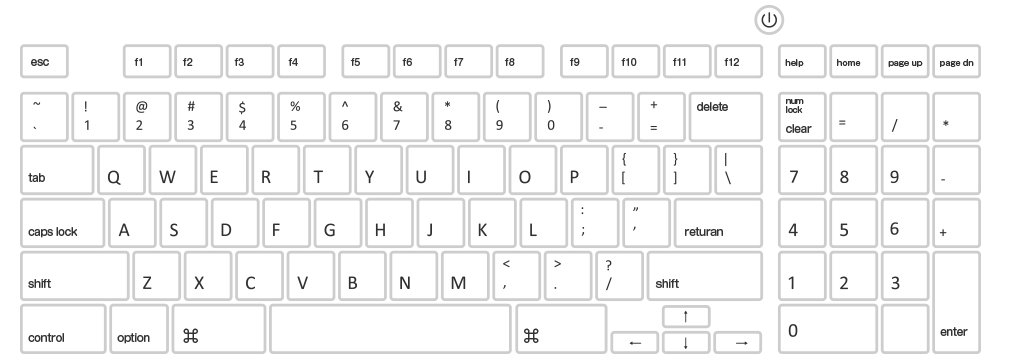 esc f1 f2 f3 f4 f5 f6 f7 f8 f9 f10 f11 f12 help home page up page dn
~ ! @ # $ % ^ & * ( ) – + delete num lock
` 1 2 3 4 5 6 7 8 9 0 - = clear = / *
tab Q W E R T Y U I O P { } | 7 8 9 -
[ ] \
caps lock A S D F G H J K L : " returan 4 5 6 +
; '
shift Z X C V B N M < > ? shift 1 2 3
, . /
control option ⌘ ⌘ ← ↑ ↓ → 0 enter